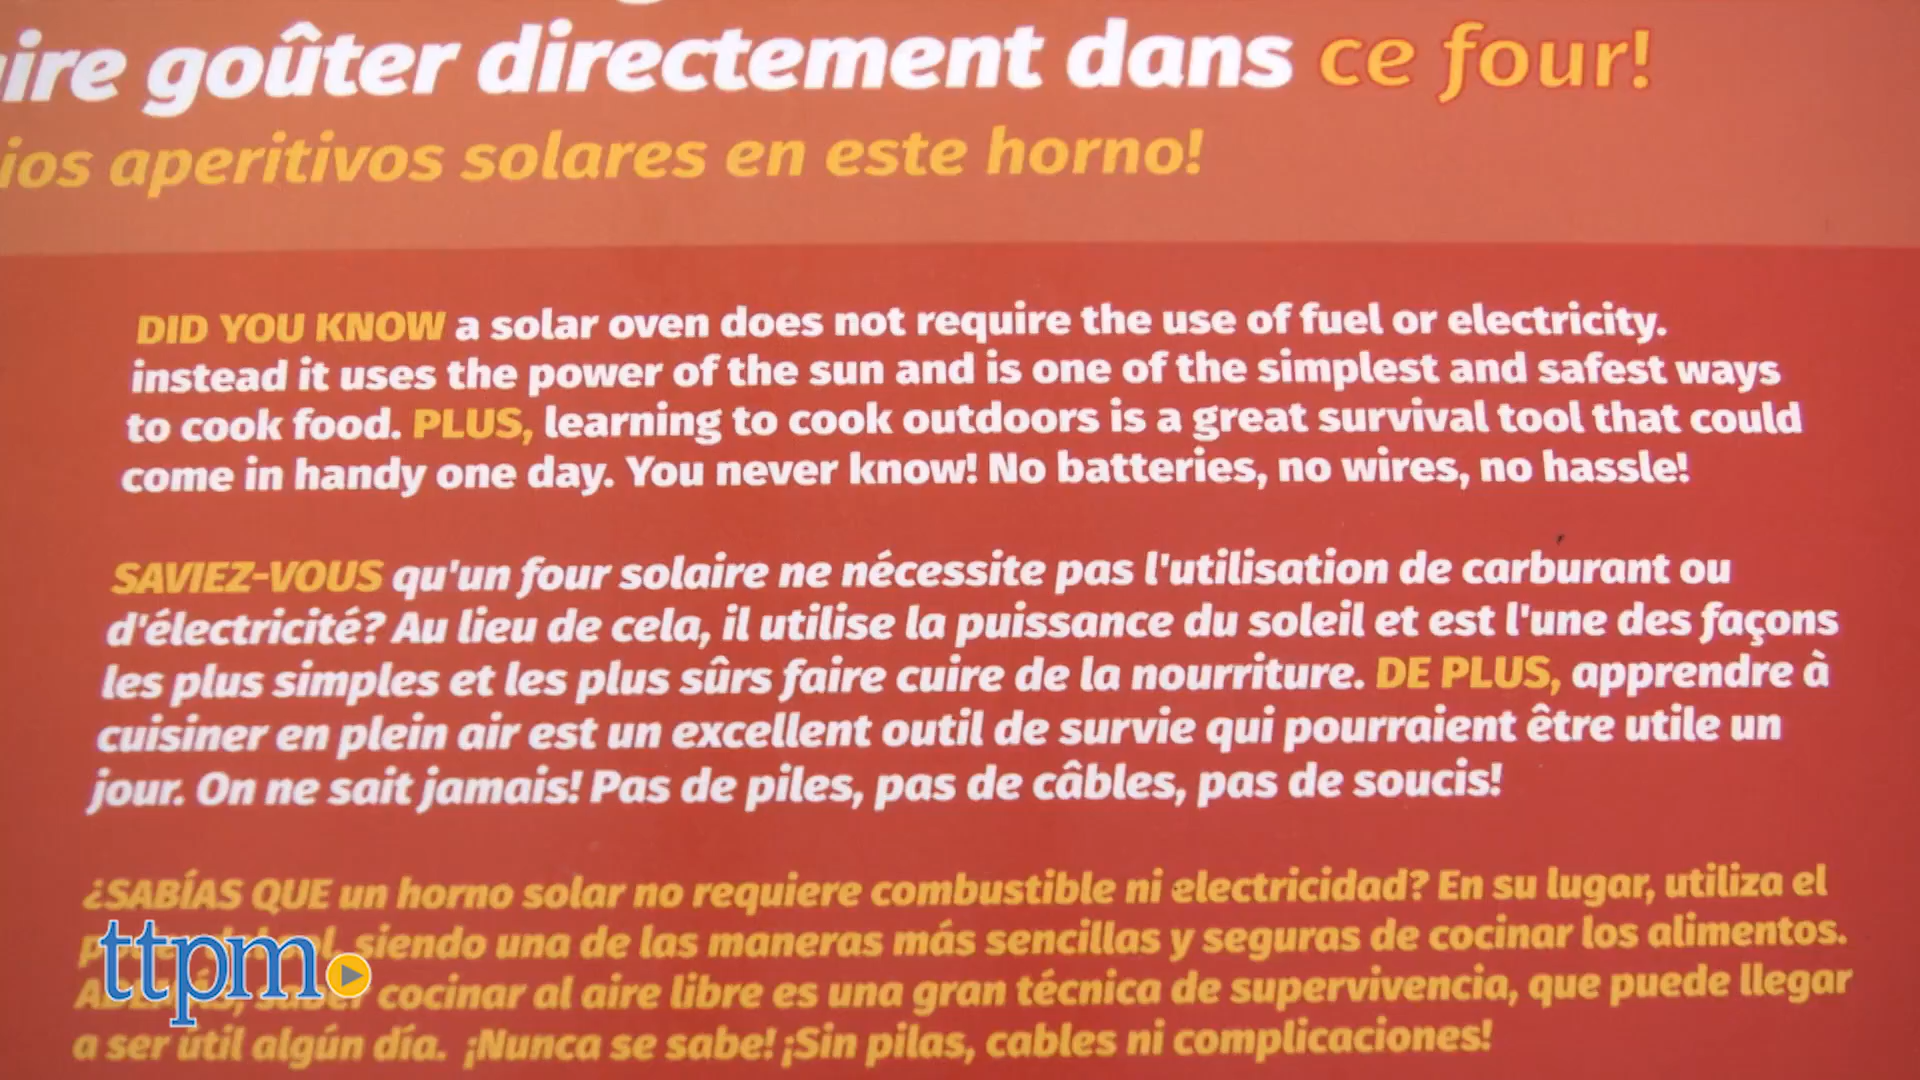 aire goûter directement dans ce four!
ios aperitivos solares en este horno!
DID YOU KNOW a solar oven does not require the use of fuel or electricity.
instead it uses the power of the sun and is one of the simplest and safest ways
to cook food. PLUS, learning to cook outdoors is a great survival tool that could
come in handy one day. You never know! No batteries, no wires, no hassle!
SAVIEZ-VOUS qu'un four solaire ne nécessite pas l'utilisation de carburant ou
d'électricité? Au lieu de cela, il utilise la puissance du soleil et est l'une des façons
les plus simples et les plus sûrs faire cuire de la nourriture. DE PLUS, apprendre à
cuisiner en plein air est un excellent outil de survie qui pourraient être utile un
jour. On ne sait jamais! Pas de piles, pas de câbles, pas de soucis!
¿SABÍAS QUE un horno solar no requiere combustible ni electricidad? En su lugar, utiliza el
siendo una de las maneras más sencillas y seguras de cocinar los alimentos.
cocinar al aire libre es una gran técnica de supervivencia, que puede llegar
a ser útil algún día. ¡Nunca se sabe! ¡Sin pilas, cables ni complicaciones!
ttpm